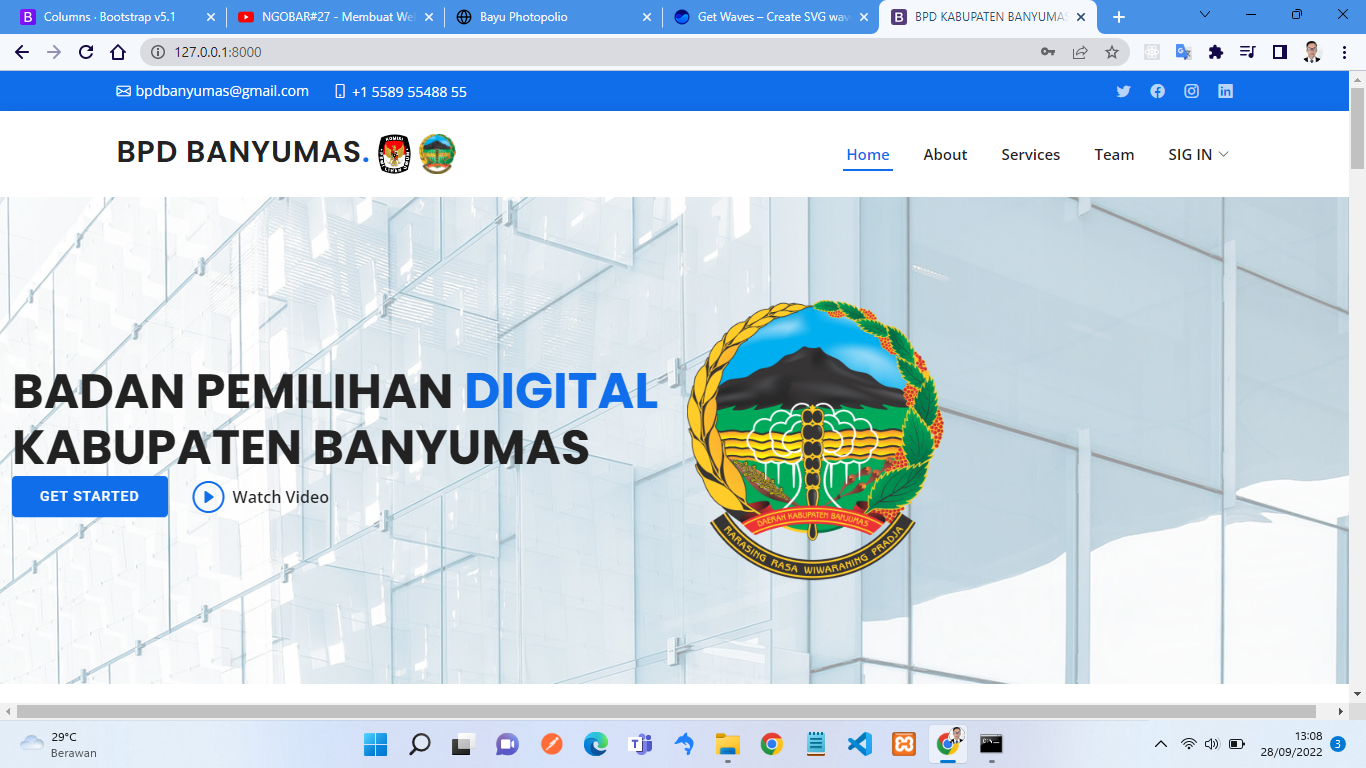 Columns · Bootstrap v5.1
NGOBAR#27 - Membuat We
Bayu Photopolio
Get Waves – Create SVG wav
BPD KABUPATEN BANYUMAS
127.0.0.1:8000
bpdbanyumas@gmail.com
+1 5589 55488 55
BPD BANYUMAS.
KOMISI
Home
About
Services
Team
SIG IN
BADAN PEMILIHAN DIGITAL
KABUPATEN BANYUMAS
GET STARTED
Watch Video
DAERAH KABUPATEN BANJUMAS
RARASING RASA WIWARANING PRADJA
29°C
Berawan
13:08
28/09/2022
3